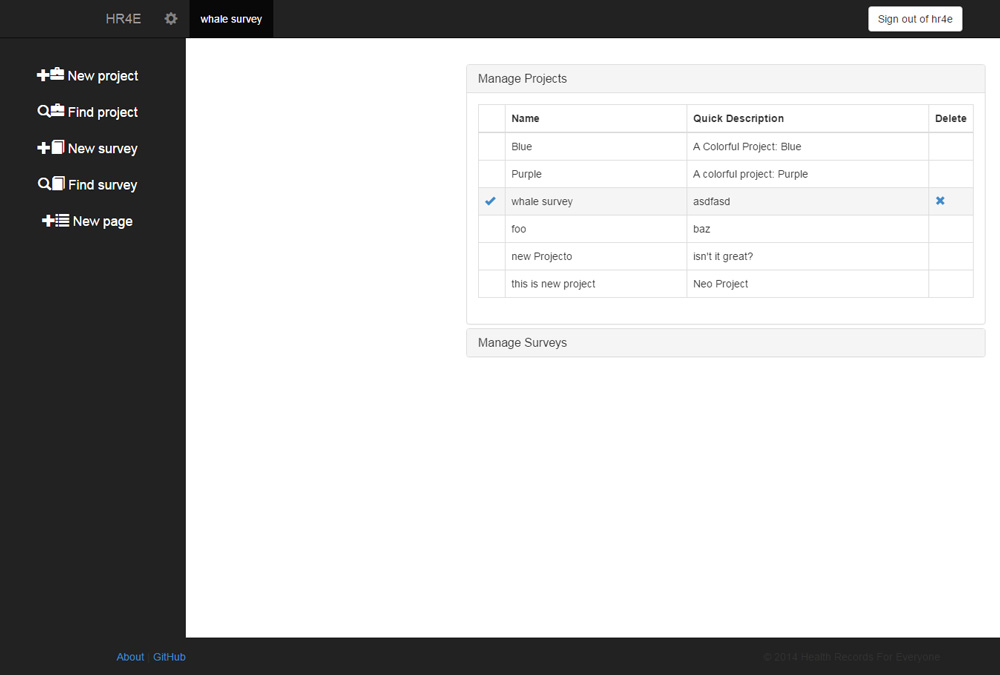 HR4E whale survey Sign out of hr4e
New project
Find project
New survey
Find survey
New page
Manage Projects
Name Quick Description Delete
Blue A Colorful Project: Blue
Purple A colorful project: Purple
whale survey asdfasd
foo baz
new Projecto isn't it great?
this is new project Neo Project
Manage Surveys
About | GitHub © 2014 Health Records For Everyone